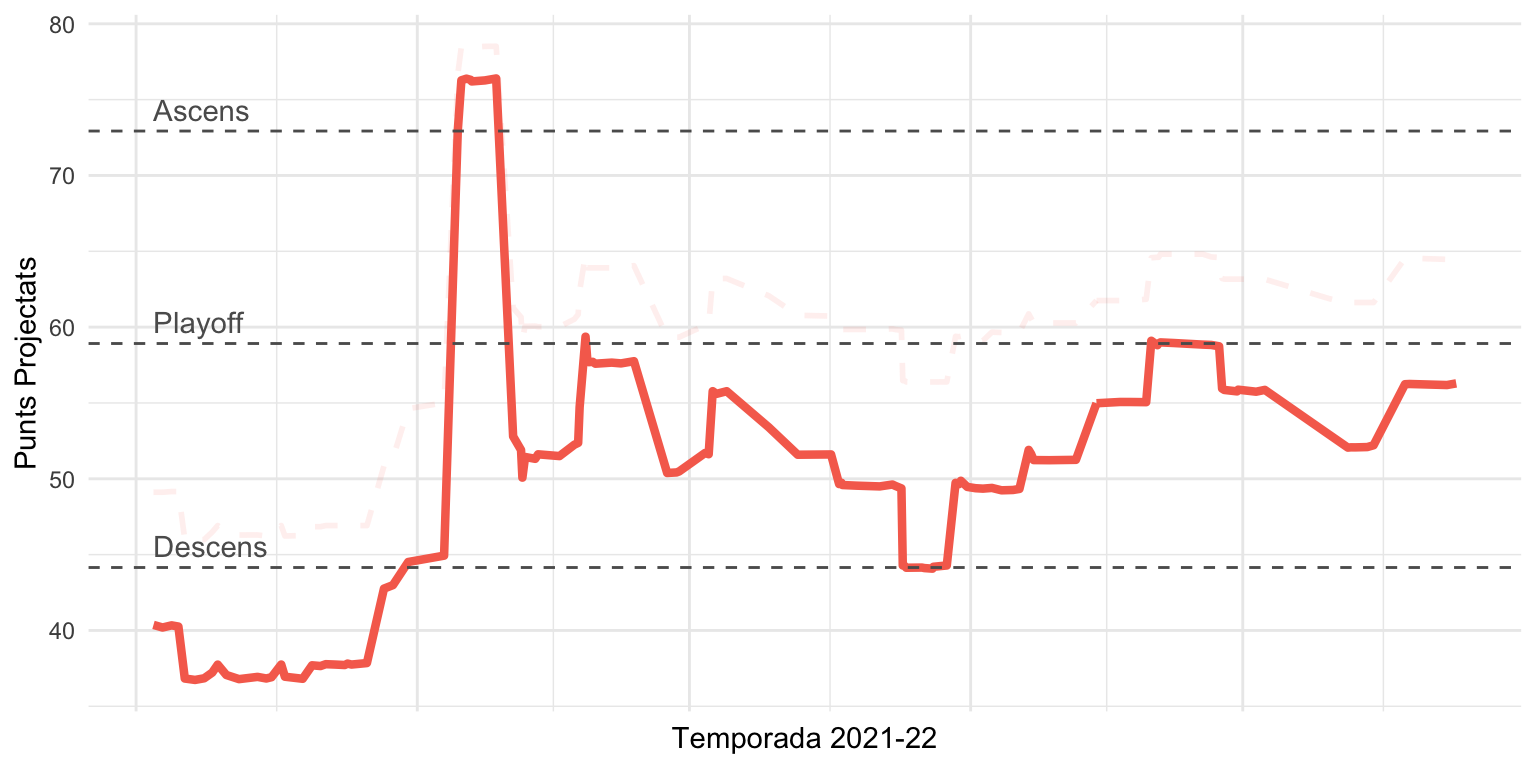 80
Ascens
70
Playoff
60
Punts Projectats
50
Descens
40
Temporada 2021-22